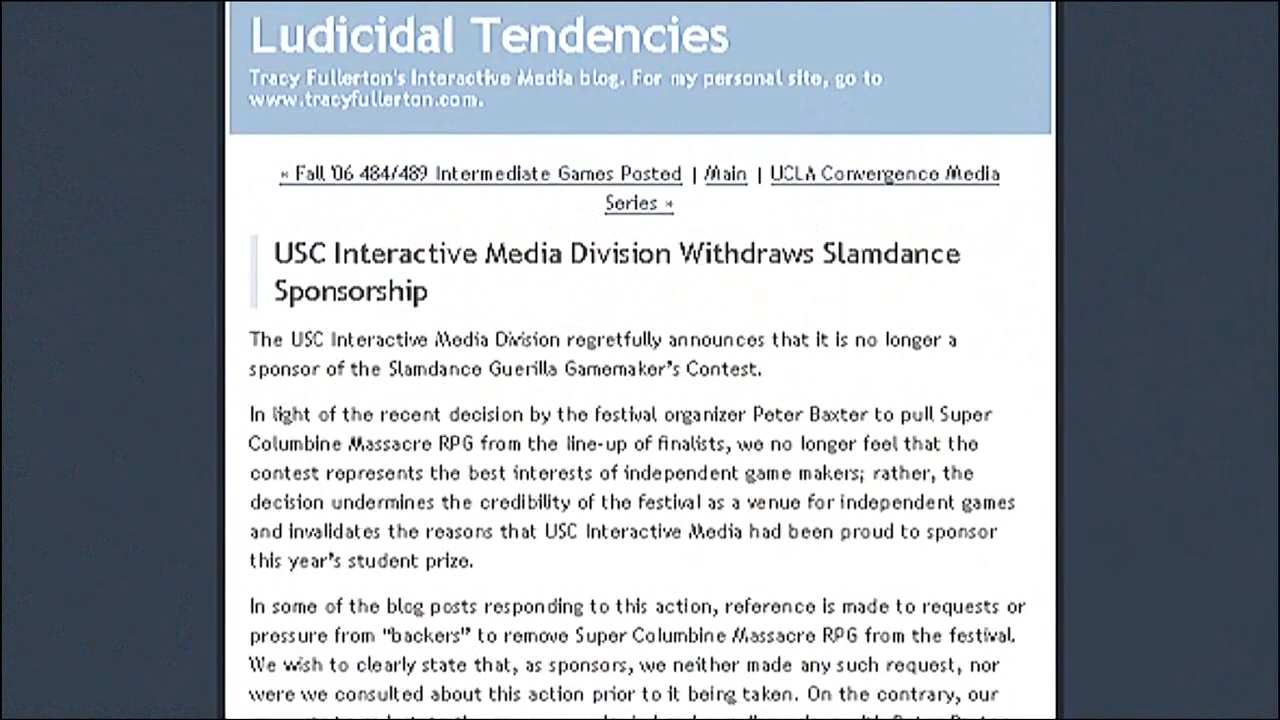 Ludicidal Tendencies
Tracy Fullerton's Interactive Media blog. For my personal site, go to
www.tracyfullerton.com.
« Fall '06 484/489 Intermediate Games Posted | Main | UCLA Convergence Media
Series »
USC Interactive Media Division Withdraws Slamdance
Sponsorship
The USC Interactive Media Division regretfully announces that it is no longer a
sponsor of the Slamdance Guerilla Gamemaker's Contest.
In light of the recent decision by the festival organizer Peter Baxter to pull Super
Columbine Massacre RPG from the line-up of finalists, we no longer feel that the
contest represents the best interests of independent game makers; rather, the
decision undermines the credibility of the festival as a venue for independent games
and invalidates the reasons that USC Interactive Media had been proud to sponsor
this year's student prize.
In some of the blog posts responding to this action, reference is made to requests or
pressure from "backers" to remove Super Columbine Massacre RPG from the festival.
We wish to clearly state that, as sponsors, we neither made any such request, nor
were we consulted about this action prior to it being taken. On the contrary, our